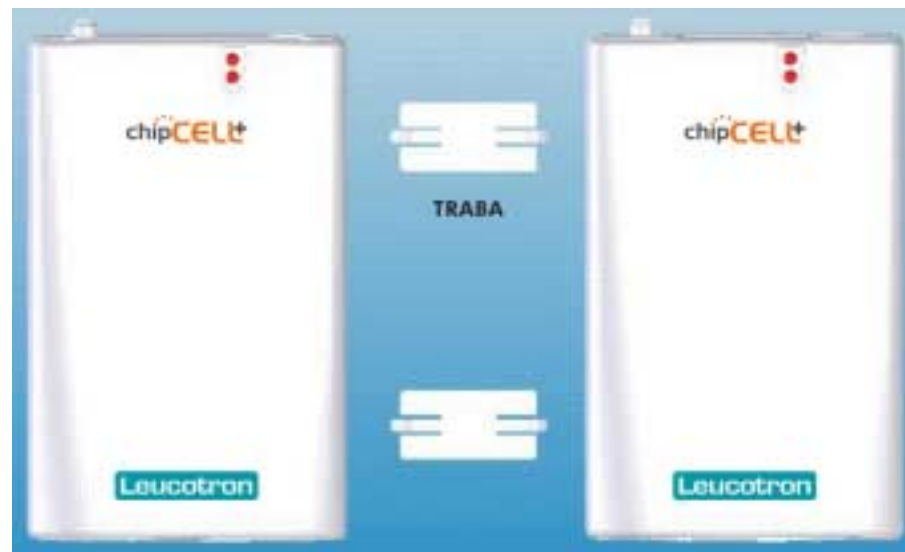 chipCELL+
chipCELL+
TRABA
Leucotron
Leucotron